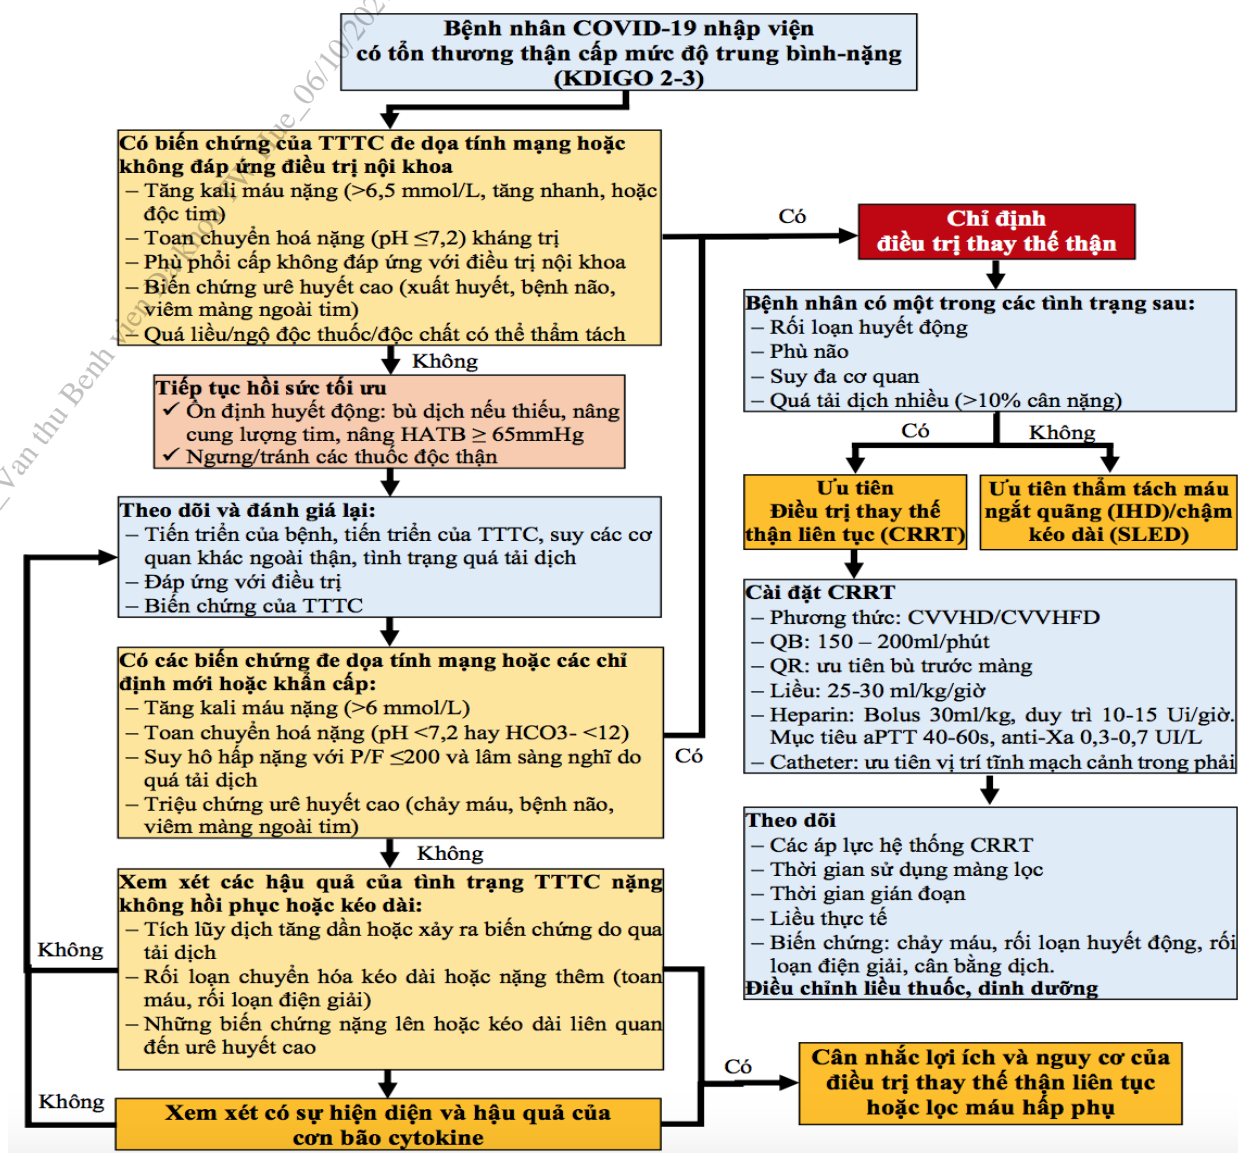 Bệnh nhân COVID-19 nhập viện
có tổn thương thận cấp mức độ trung bình-nặng
(KDIGO 2-3)
Có biến chứng của TTTC đe dọa tính mạng hoặc
không đáp ứng điều trị nội khoa
– Tăng kali máu nặng (>6,5 mmol/L, tăng nhanh, hoặc
độc tim)
– Toan chuyển hoá nặng (pH ≤7,2) kháng trị
– Phù phổi cấp không đáp ứng với điều trị nội khoa
– Biến chứng urê huyết cao (xuất huyết, bệnh não,
viêm màng ngoài tim)
– Quá liều/ngộ độc thuốc/độc chất có thể thẩm tách
Có
Không
Tiếp tục hồi sức tối ưu
✓ Ổn định huyết động: bù dịch nếu thiếu, nâng
cung lượng tim, nâng HATB ≥ 65mmHg
✓ Ngưng/tránh các thuốc độc thận
Theo dõi và đánh giá lại:
– Tiến triển của bệnh, tiến triển của TTTC, suy các cơ
quan khác ngoài thận, tình trạng quá tải dịch
– Đáp ứng với điều trị
– Biến chứng của TTTC
Có các biến chứng đe dọa tính mạng hoặc các chỉ
định mới hoặc khẩn cấp:
– Tăng kali máu nặng (>6 mmol/L)
– Toan chuyển hoá nặng (pH <7,2 hay HCO3- <12)
– Suy hô hấp nặng với P/F ≤200 và lâm sàng nghĩ do
quá tải dịch
– Triệu chứng urê huyết cao (chảy máu, bệnh não,
viêm màng ngoài tim)
Có
Không
Xem xét các hậu quả của tình trạng TTTC nặng
không hồi phục hoặc kéo dài:
– Tích lũy dịch tăng dần hoặc xảy ra biến chứng do qua
tải dịch
– Rối loạn chuyển hóa kéo dài hoặc nặng thêm (toan
máu, rối loạn điện giải)
– Những biến chứng nặng lên hoặc kéo dài liên quan
đến urê huyết cao
Không
Không
Xem xét có sự hiện diện và hậu quả của
cơn bão cytokine
Có
Cân nhắc lợi ích và nguy cơ của
điều trị thay thế thận liên tục
hoặc lọc máu hấp phụ
Chỉ định
điều trị thay thế thận
Bệnh nhân có một trong các tình trạng sau:
– Rối loạn huyết động
– Phù não
– Suy đa cơ quan
– Quá tải dịch nhiều (>10% cân nặng)
Có
Không
Ưu tiên
Điều trị thay thế
thận liên tục (CRRT)
Ưu tiên thẩm tách máu
ngắt quãng (IHD)/chậm
kéo dài (SLED)
Cài đặt CRRT
– Phương thức: CVVHD/CVVHFD
– QB: 150 – 200ml/phút
– QR: ưu tiên bù trước màng
– Liều: 25-30 ml/kg/giờ
– Heparin: Bolus 30ml/kg, duy trì 10-15 Ui/giờ.
Mục tiêu aPTT 40-60s, anti-Xa 0,3-0,7 UI/L
– Catheter: ưu tiên vị trí tĩnh mạch cảnh trong phải
Theo dõi
– Các áp lực hệ thống CRRT
– Thời gian sử dụng màng lọc
– Thời gian gián đoạn
– Liều thực tế
– Biến chứng: chảy máu, rối loạn huyết động, rối
loạn điện giải, cân bằng dịch.
Điều chỉnh liều thuốc, dinh dưỡng
_Van thu Benh vien Da khoa TW Hue_06/10/202